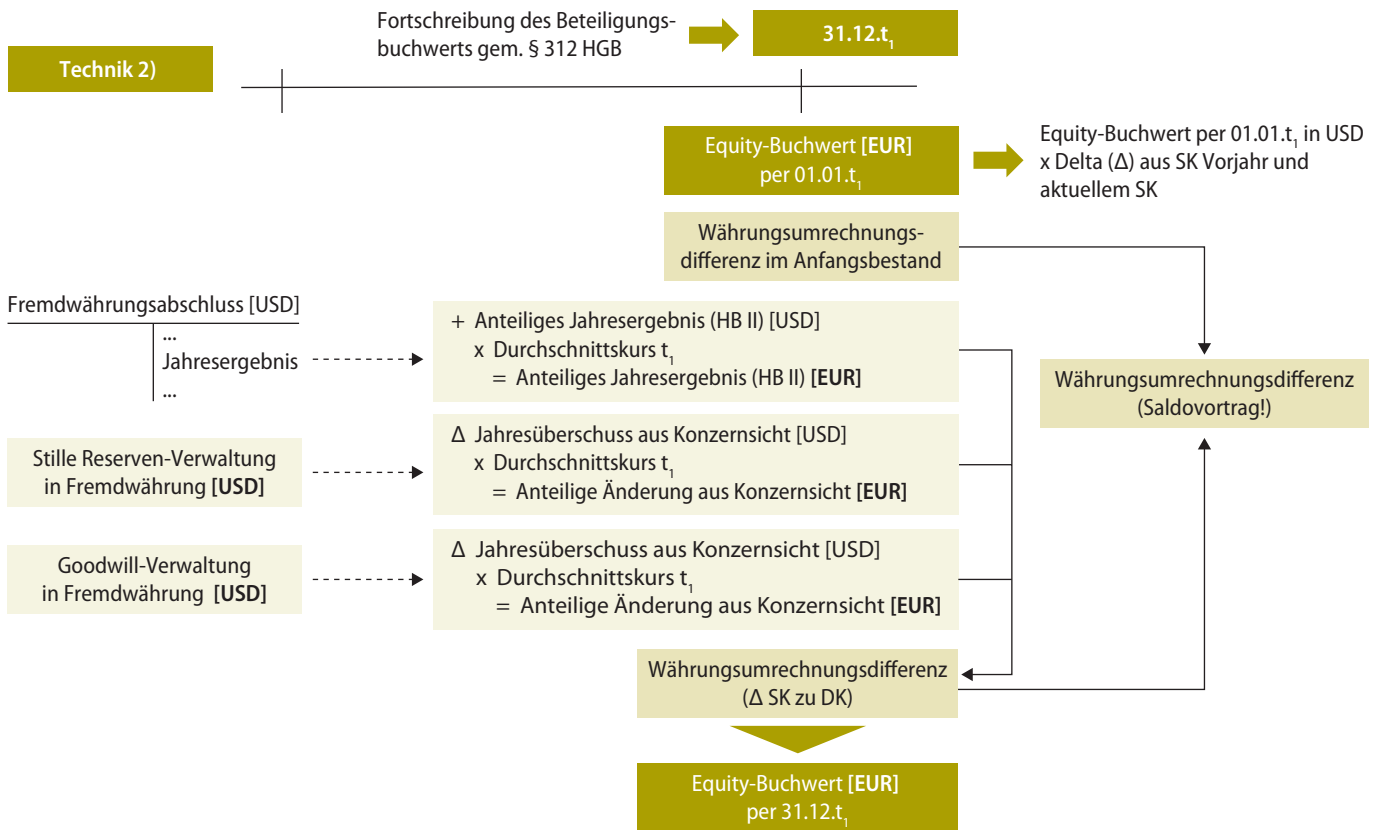 Fortschreibung des Beteiligungs-
buchwerts gem. § 312 HGB
31.12.t₁
Technik 2)
Equity-Buchwert [EUR]
per 01.01.t₁
Equity-Buchwert per 01.01.t₁ in USD
x Delta (Δ) aus SK Vorjahr und
aktuellem SK
Währungsumrechnungs-
differenz im Anfangsbestand
Fremdwährungsabschluss [USD]
...
Jahresergebnis
...
+ Anteiliges Jahresergebnis (HB II) [USD]
x Durchschnittskurs t₁
= Anteiliges Jahresergebnis (HB II) [EUR]
Währungsumrechnungsdifferenz
(Saldovortrag!)
Stille Reserven-Verwaltung
in Fremdwährung [USD]
Δ Jahresüberschuss aus Konzernsicht [USD]
x Durchschnittskurs t₁
= Anteilige Änderung aus Konzernsicht [EUR]
Goodwill-Verwaltung
in Fremdwährung [USD]
Δ Jahresüberschuss aus Konzernsicht [USD]
x Durchschnittskurs t₁
= Anteilige Änderung aus Konzernsicht [EUR]
Währungsumrechnungsdifferenz
(Δ SK zu DK)
Equity-Buchwert [EUR]
per 31.12.t₁